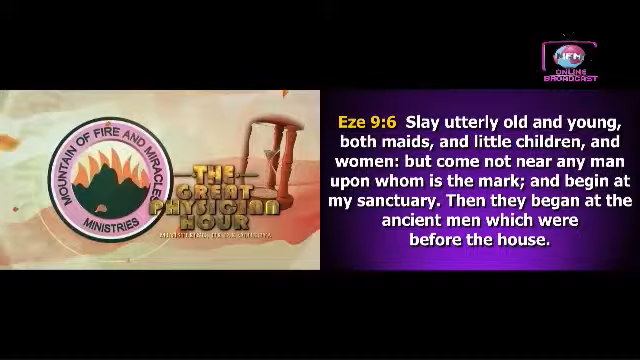 MFM
ONLINE
BROADCAST
MOUNTAIN OF FIRE AND MIRACLES
MINISTRIES
THE
GREAT
PHYSICIAN
HOUR
Eze 9:6 Slay utterly old and young,
both maids, and little children, and
women: but come not near any man
upon whom is the mark; and begin at
my sanctuary. Then they began at the
ancient men which were
before the house.